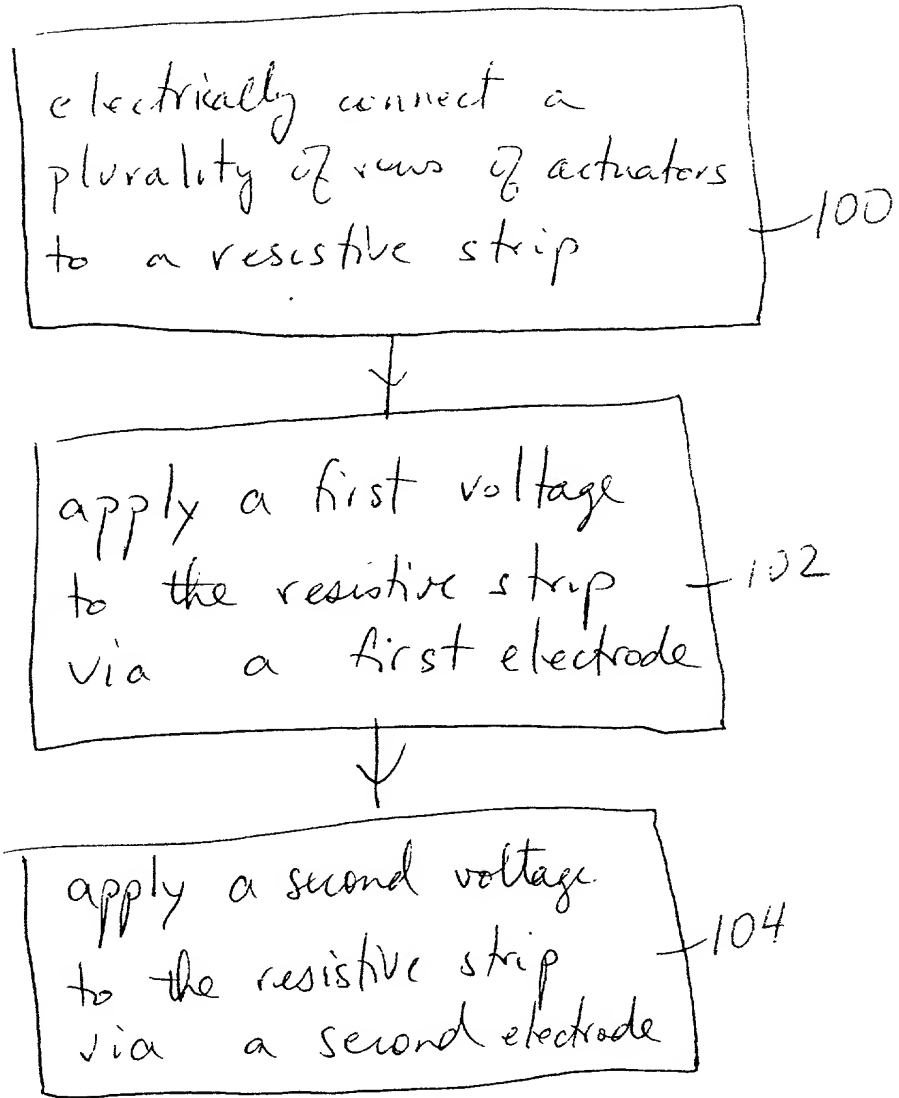 electrically connect a
plurality of rows of actuators
to a resistive strip
100
apply a first voltage
to the resistive strip
via a first electrode
102
apply a second voltage
to the resistive strip
via a second electrode
104